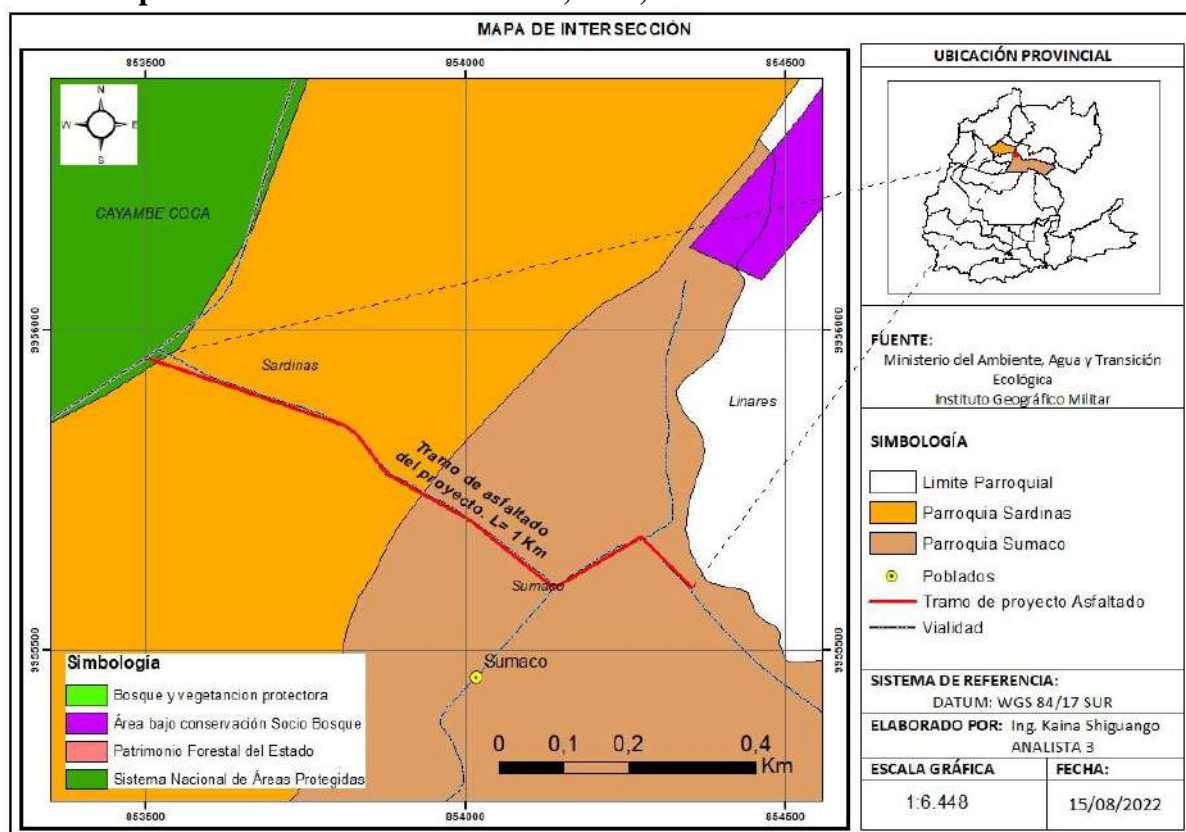 MAPA DE INTERSECCIÓN
853500
854000
854500
N
W
E
S
CAYAMBE COCA
9956000
9956000
Sardinas
Linares
Tramo de asfaltado
del proyecto. L= 1 Km
Sumaco
9955500
9955500
Sumaco
Simbología
Bosque y vegetancion protectora
Área bajo conservación Socio Bosque
Patrimonio Forestal del Estado
Sistema Nacional de Áreas Protegidas
0 0,1 0,2 0,4
Km
853500
854000
854500
UBICACIÓN PROVINCIAL
FUENTE:
Ministerio del Ambiente, Agua y Transición
Ecológica
Instituto Geográfico Militar
SIMBOLOGÍA
Limite Parroquial
Parroquia Sardinas
Parroquia Sumaco
Poblados
Tramo de proyecto Asfaltado
Vialidad
SISTEMA DE REFERENCIA:
DATUM: WGS 84/17 SUR
ELABORADO POR: Ing. Kaina Shiguango
ANALISTA 3
ESCALA GRÁFICA
FECHA:
1:6.448
15/08/2022